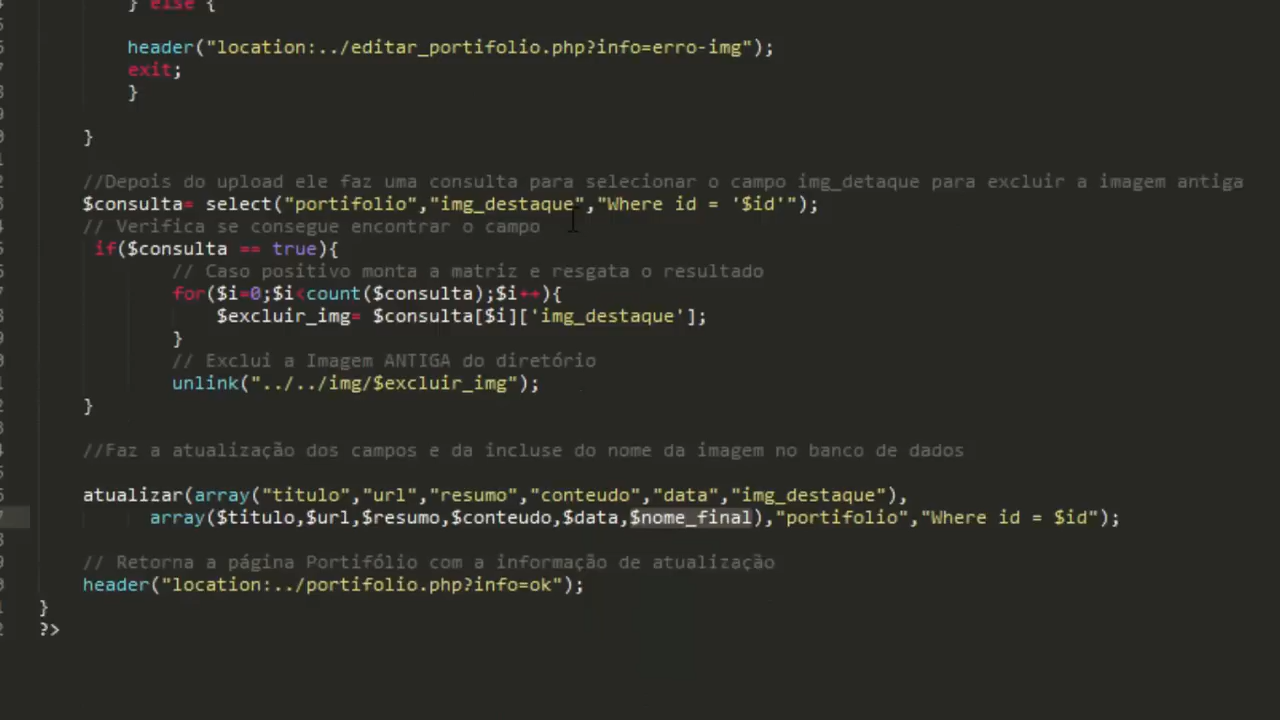 } else {
header("location:../editar_portifolio.php?info=erro-img");
exit;
}
}
//Depois do upload ele faz uma consulta para selecionar o campo img_detaque para excluir a imagem antiga
$consulta= select("portifolio","img_destaque","Where id = '$id'");
// Verifica se consegue encontrar o campo
if($consulta == true){
// Caso positivo monta a matriz e resgata o resultado
for($i=0;$i<count($consulta);$i++){
$excluir_img= $consulta[$i]['img_destaque'];
}
// Exclui a Imagem ANTIGA do diretório
unlink("../../img/$excluir_img");
}
//Faz a atualização dos campos e da incluse do nome da imagem no banco de dados
atualizar(array("titulo","url","resumo","conteudo","data","img_destaque"),
array($titulo,$url,$resumo,$conteudo,$data,$nome_final),"portifolio","Where id = $id");
// Retorna a página Portifólio com a informação de atualização
header("location:../portifolio.php?info=ok");
}
?>